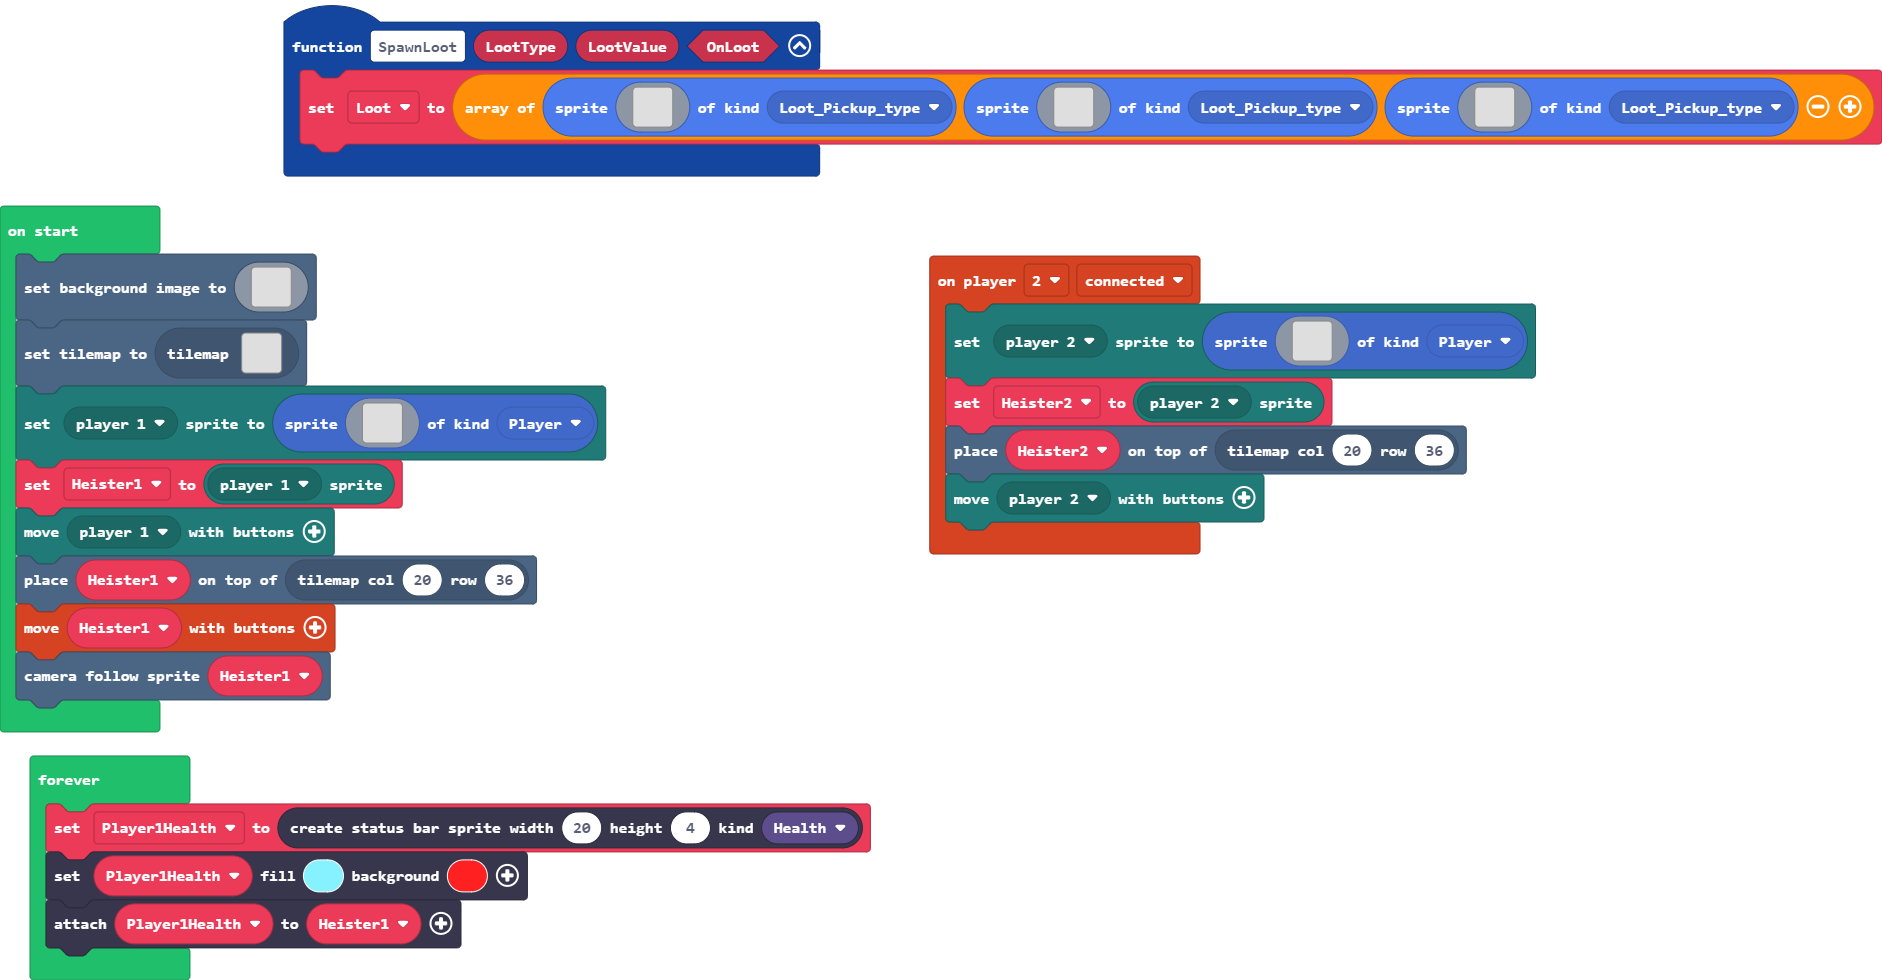 function SpawnLoot LootType LootValue OnLoot
set Loot to array of sprite of kind Loot_Pickup_type sprite of kind Loot_Pickup_type sprite of kind Loot_Pickup_type
on start
set background image to
set tilemap to tilemap
set player 1 sprite to sprite of kind Player
set Heister1 to player 1 sprite
move player 1 with buttons
place Heister1 on top of tilemap col 20 row 36
move Heister1 with buttons
camera follow sprite Heister1
on player 2 connected
set player 2 sprite to sprite of kind Player
set Heister2 to player 2 sprite
place Heister2 on top of tilemap col 20 row 36
move player 2 with buttons
forever
set Player1Health to create status bar sprite width 20 height 4 kind Health
set Player1Health fill background
attach Player1Health to Heister1